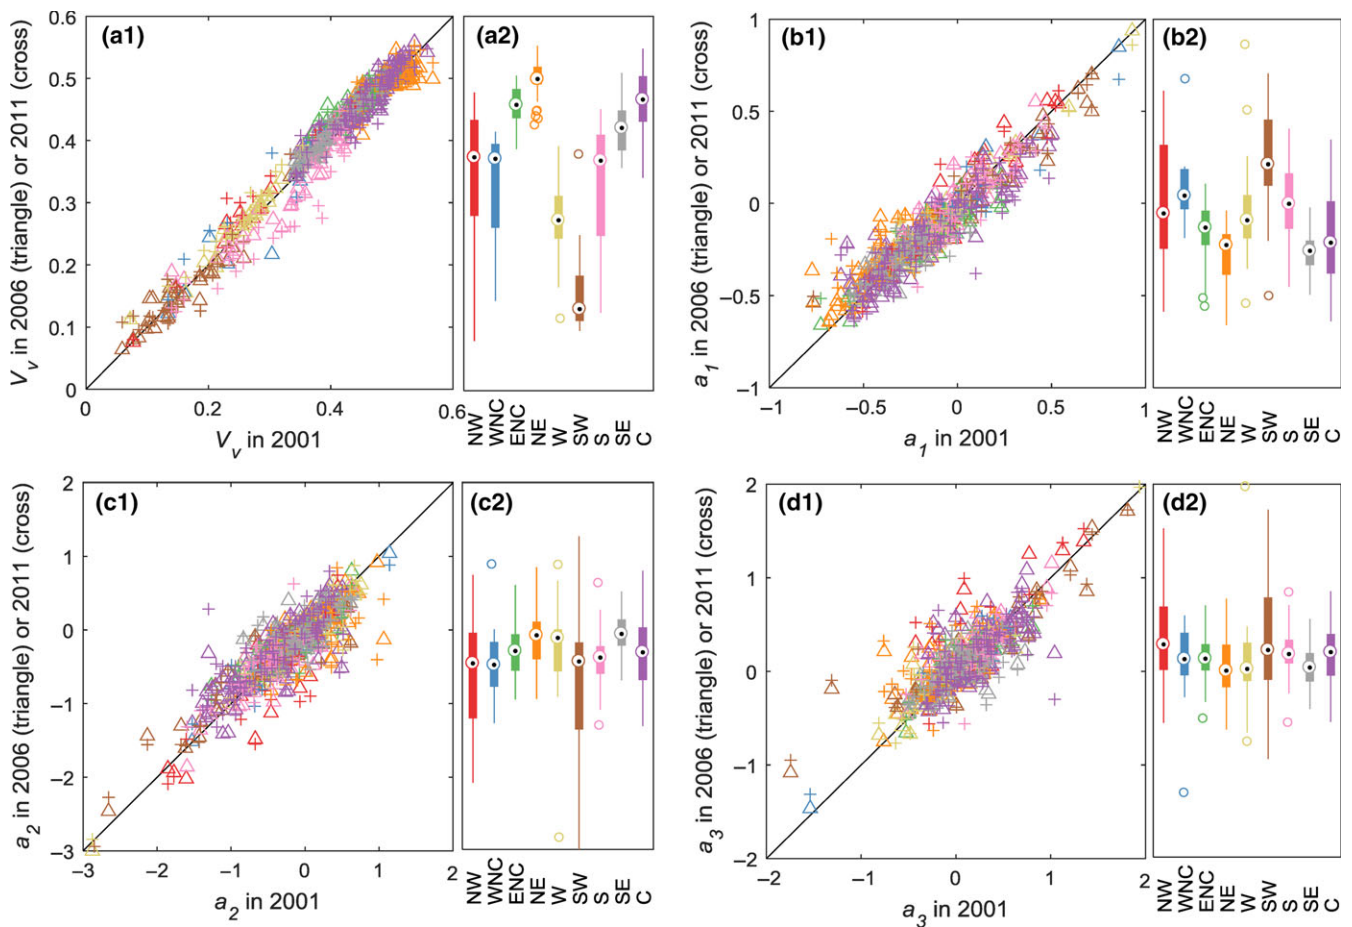 (a1)
V_v in 2006 (triangle) or 2011 (cross)
0.6
0.5
0.4
0.3
0.2
0.1
0
0
0.2
0.4
0.6
V_v in 2001
(a2)
NW
WNC
ENC
NE
W
SW
S
SE
C
(b1)
a_1 in 2006 (triangle) or 2011 (cross)
1
0.5
0
–0.5
–1
–1
–0.5
0
0.5
1
a_1 in 2001
(b2)
NW
WNC
ENC
NE
W
SW
S
SE
C
(c1)
a_2 in 2006 (triangle) or 2011 (cross)
2
1
0
–1
–2
–3
–3
–2
–1
0
1
2
a_2 in 2001
(c2)
NW
WNC
ENC
NE
W
SW
S
SE
C
(d1)
a_3 in 2006 (triangle) or 2011 (cross)
2
1
0
–1
–2
–2
–1
0
1
2
a_3 in 2001
(d2)
NW
WNC
ENC
NE
W
SW
S
SE
C